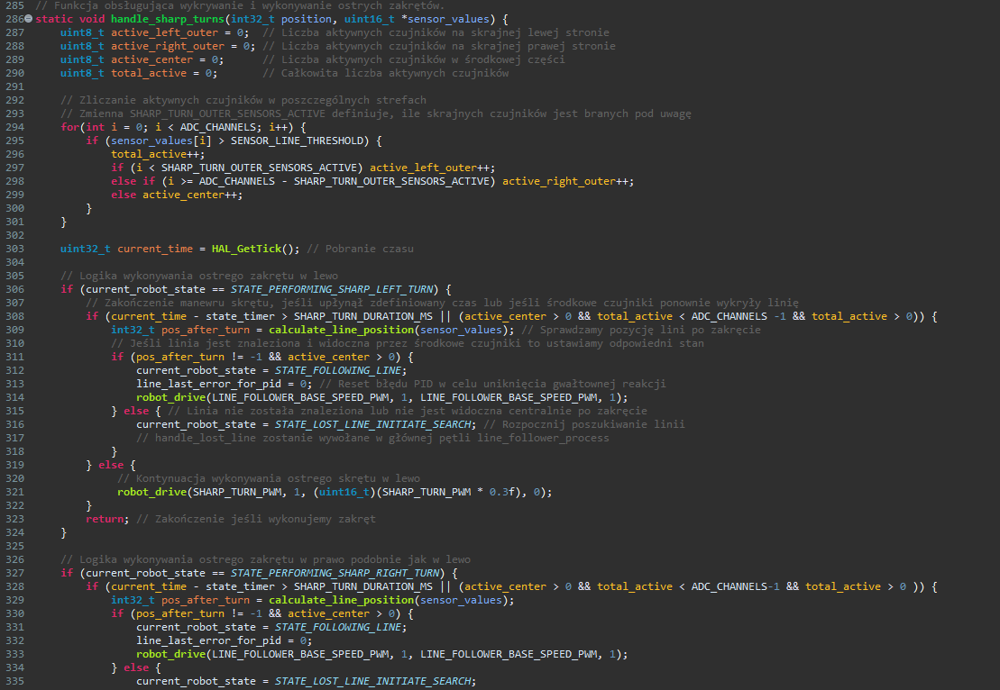 285 // Funkcja obsługująca wykrywanie i wykonywanie ostrych zakrętów.
286 static void handle_sharp_turns(int32_t position, uint16_t *sensor_values) {
287     uint8_t active_left_outer = 0;  // Liczba aktywnych czujników na skrajnej lewej stronie
288     uint8_t active_right_outer = 0; // Liczba aktywnych czujników na skrajnej prawej stronie
289     uint8_t active_center = 0;      // Liczba aktywnych czujników w środkowej części
290     uint8_t total_active = 0;       // Całkowita liczba aktywnych czujników
291
292     // Zliczanie aktywnych czujników w poszczególnych strefach
293     // Zmienna SHARP_TURN_OUTER_SENSORS_ACTIVE definiuje, ile skrajnych czujników jest branych pod uwagę
294     for(int i = 0; i < ADC_CHANNELS; i++) {
295         if (sensor_values[i] > SENSOR_LINE_THRESHOLD) {
296             total_active++;
297             if (i < SHARP_TURN_OUTER_SENSORS_ACTIVE) active_left_outer++;
298             else if (i >= ADC_CHANNELS - SHARP_TURN_OUTER_SENSORS_ACTIVE) active_right_outer++;
299             else active_center++;
300         }
301     }
302
303     uint32_t current_time = HAL_GetTick(); // Pobranie czasu
304
305     // Logika wykonywania ostrego zakrętu w lewo
306     if (current_robot_state == STATE_PERFORMING_SHARP_LEFT_TURN) {
307         // Zakończenie manewru skrętu, jeśli upłynął zdefiniowany czas lub jeśli środkowe czujniki ponownie wykryły linię
308         if (current_time - state_timer > SHARP_TURN_DURATION_MS || (active_center > 0 && total_active < ADC_CHANNELS -1 && total_active > 0)) {
309             int32_t pos_after_turn = calculate_line_position(sensor_values); // Sprawdzamy pozycję lini po zakręcie
310             // Jeśli linia jest znaleziona i widoczna przez środkowe czujniki to ustawiamy odpowiedni stan
311             if (pos_after_turn != -1 && active_center > 0) {
312                 current_robot_state = STATE_FOLLOWING_LINE;
313                 line_last_error_for_pid = 0; // Reset błędu PID w celu uniknięcia gwałtownej reakcji
314                 robot_drive(LINE_FOLLOWER_BASE_SPEED_PWM, 1, LINE_FOLLOWER_BASE_SPEED_PWM, 1);
315             } else { // Linia nie została znaleziona lub nie jest widoczna centralnie po zakręcie
316                 current_robot_state = STATE_LOST_LINE_INITIATE_SEARCH; // Rozpocznij poszukiwanie linii
317                 // handle_lost_line zostanie wywołane w głównej pętli line_follower_process
318             }
319         } else {
320              // Kontynuacja wykonywania ostrego skrętu w lewo
321              robot_drive(SHARP_TURN_PWM, 1, (uint16_t)(SHARP_TURN_PWM * 0.3f), 0);
322         }
323         return; // Zakończenie jeśli wykonujemy zakręt
324     }
325
326     // Logika wykonywania ostrego zakrętu w prawo podobnie jak w lewo
327     if (current_robot_state == STATE_PERFORMING_SHARP_RIGHT_TURN) {
328         if (current_time - state_timer > SHARP_TURN_DURATION_MS || (active_center > 0 && total_active < ADC_CHANNELS-1 && total_active > 0 )) {
329             int32_t pos_after_turn = calculate_line_position(sensor_values);
330             if (pos_after_turn != -1 && active_center > 0) {
331                 current_robot_state = STATE_FOLLOWING_LINE;
332                 line_last_error_for_pid = 0;
333                 robot_drive(LINE_FOLLOWER_BASE_SPEED_PWM, 1, LINE_FOLLOWER_BASE_SPEED_PWM, 1);
334             } else {
335                 current_robot_state = STATE_LOST_LINE_INITIATE_SEARCH;